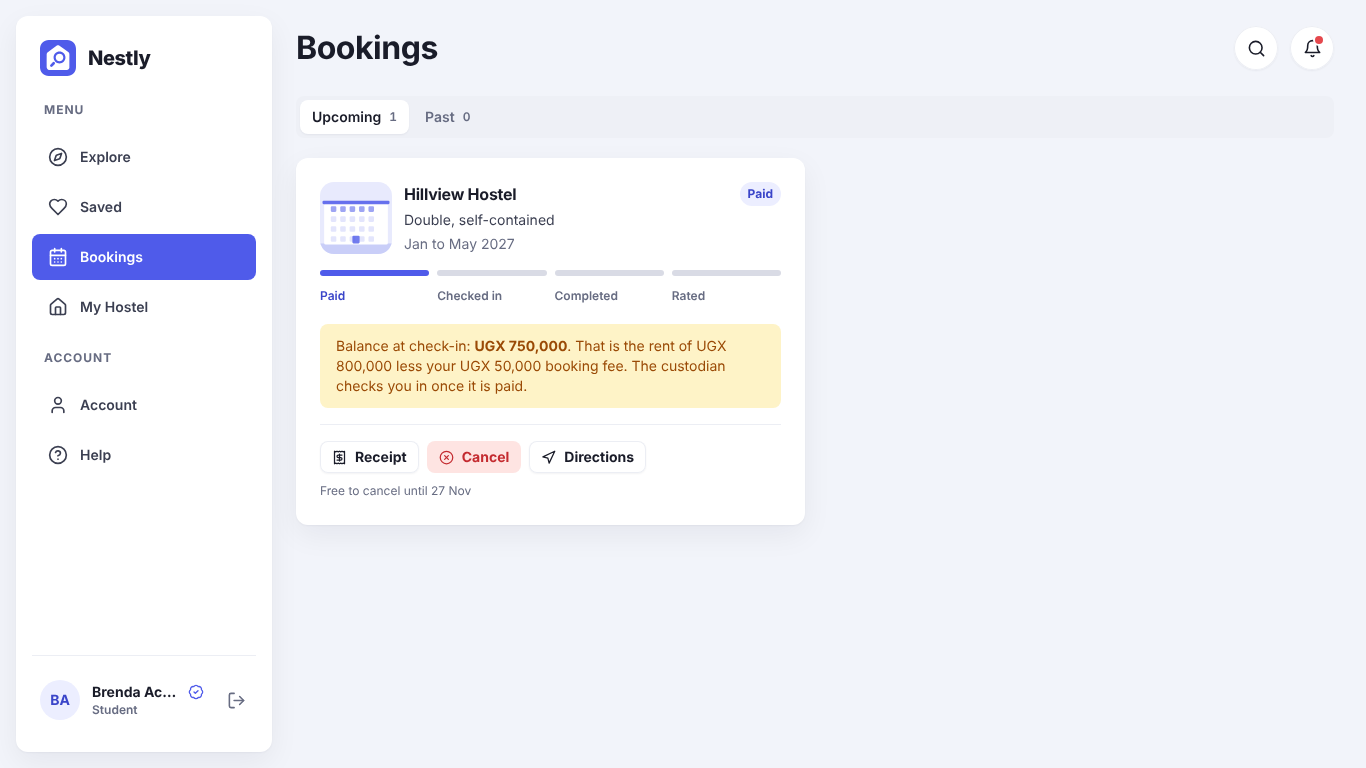 Nestly
MENU
Explore
Saved
Bookings
My Hostel
ACCOUNT
Account
Help
BA
Brenda Ac...
Student
Bookings
Upcoming 1
Past 0
Hillview Hostel
Paid
Double, self-contained
Jan to May 2027
Paid
Checked in
Completed
Rated
Balance at check-in: UGX 750,000. That is the rent of UGX
800,000 less your UGX 50,000 booking fee. The custodian
checks you in once it is paid.
Receipt
Cancel
Directions
Free to cancel until 27 Nov